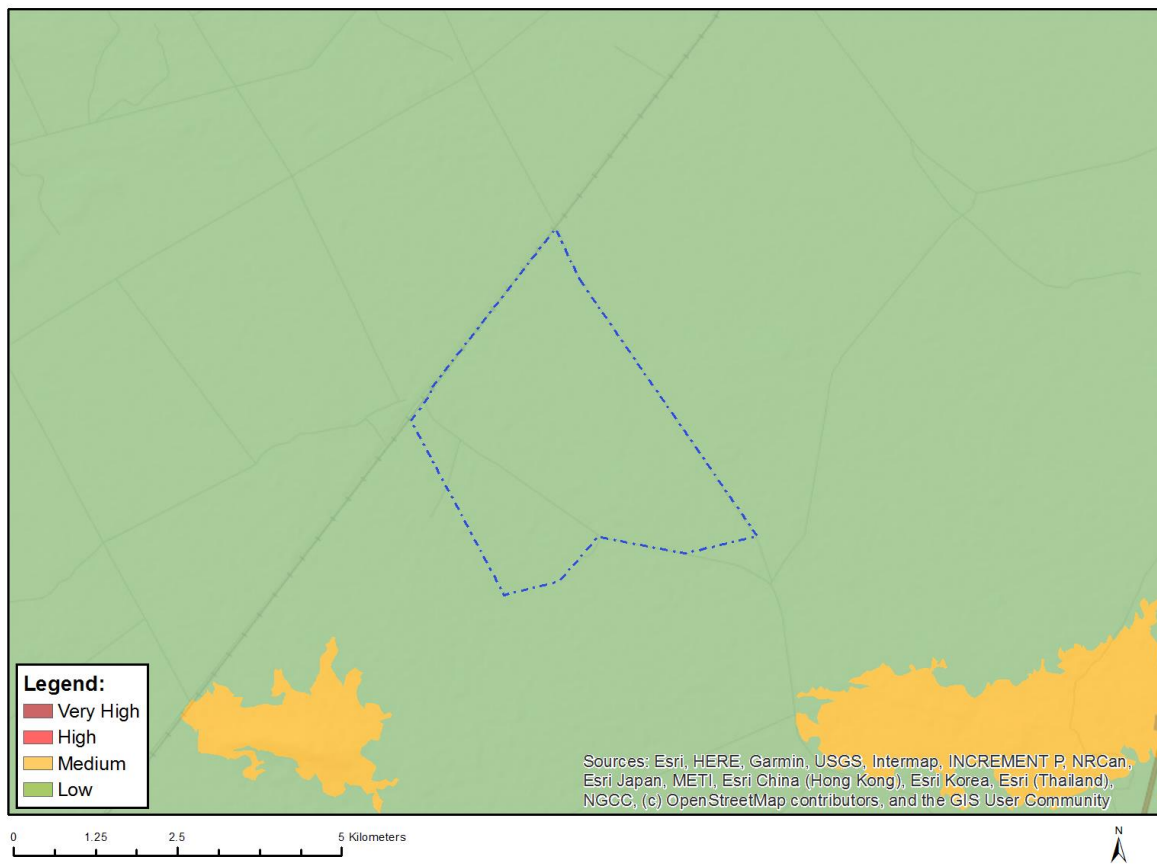 Legend:
Very High
High
Medium
Low
Sources: Esri, HERE, Garmin, USGS, Intermap, INCREMENT P, NRCan,
Esri Japan, METI, Esri China (Hong Kong), Esri Korea, Esri (Thailand),
NGCC, (c) OpenStreetMap contributors, and the GIS User Community
0 1.25 2.5 5 Kilometers
N